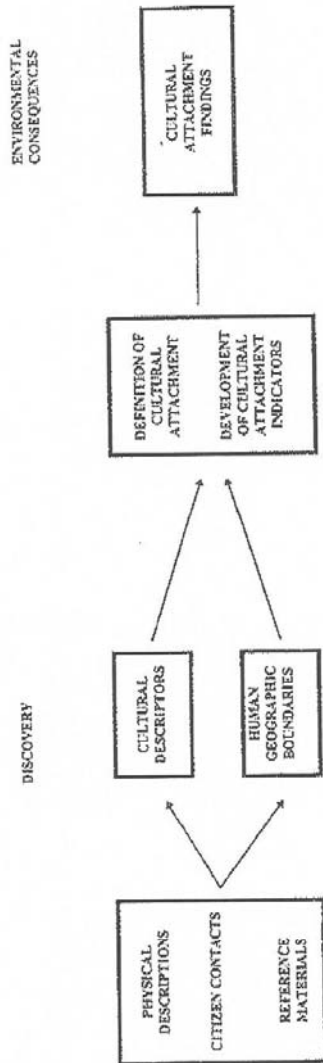 DISCOVERY
ENVIRONMENTAL
CONSEQUENCES
PHYSICAL
DESCRIPTIONS
CITIZEN CONTACTS
REFERENCE
MATERIALS
CULTURAL
DESCRIPTORS
HUMAN
GEOGRAPHIC
BOUNDARIES
DEFINITION OF
CULTURAL
ATTACHMENT
DEVELOPMENT
OF CULTURAL
ATTACHMENT
INDICATORS
CULTURAL
ATTACHMENT
FINDINGS